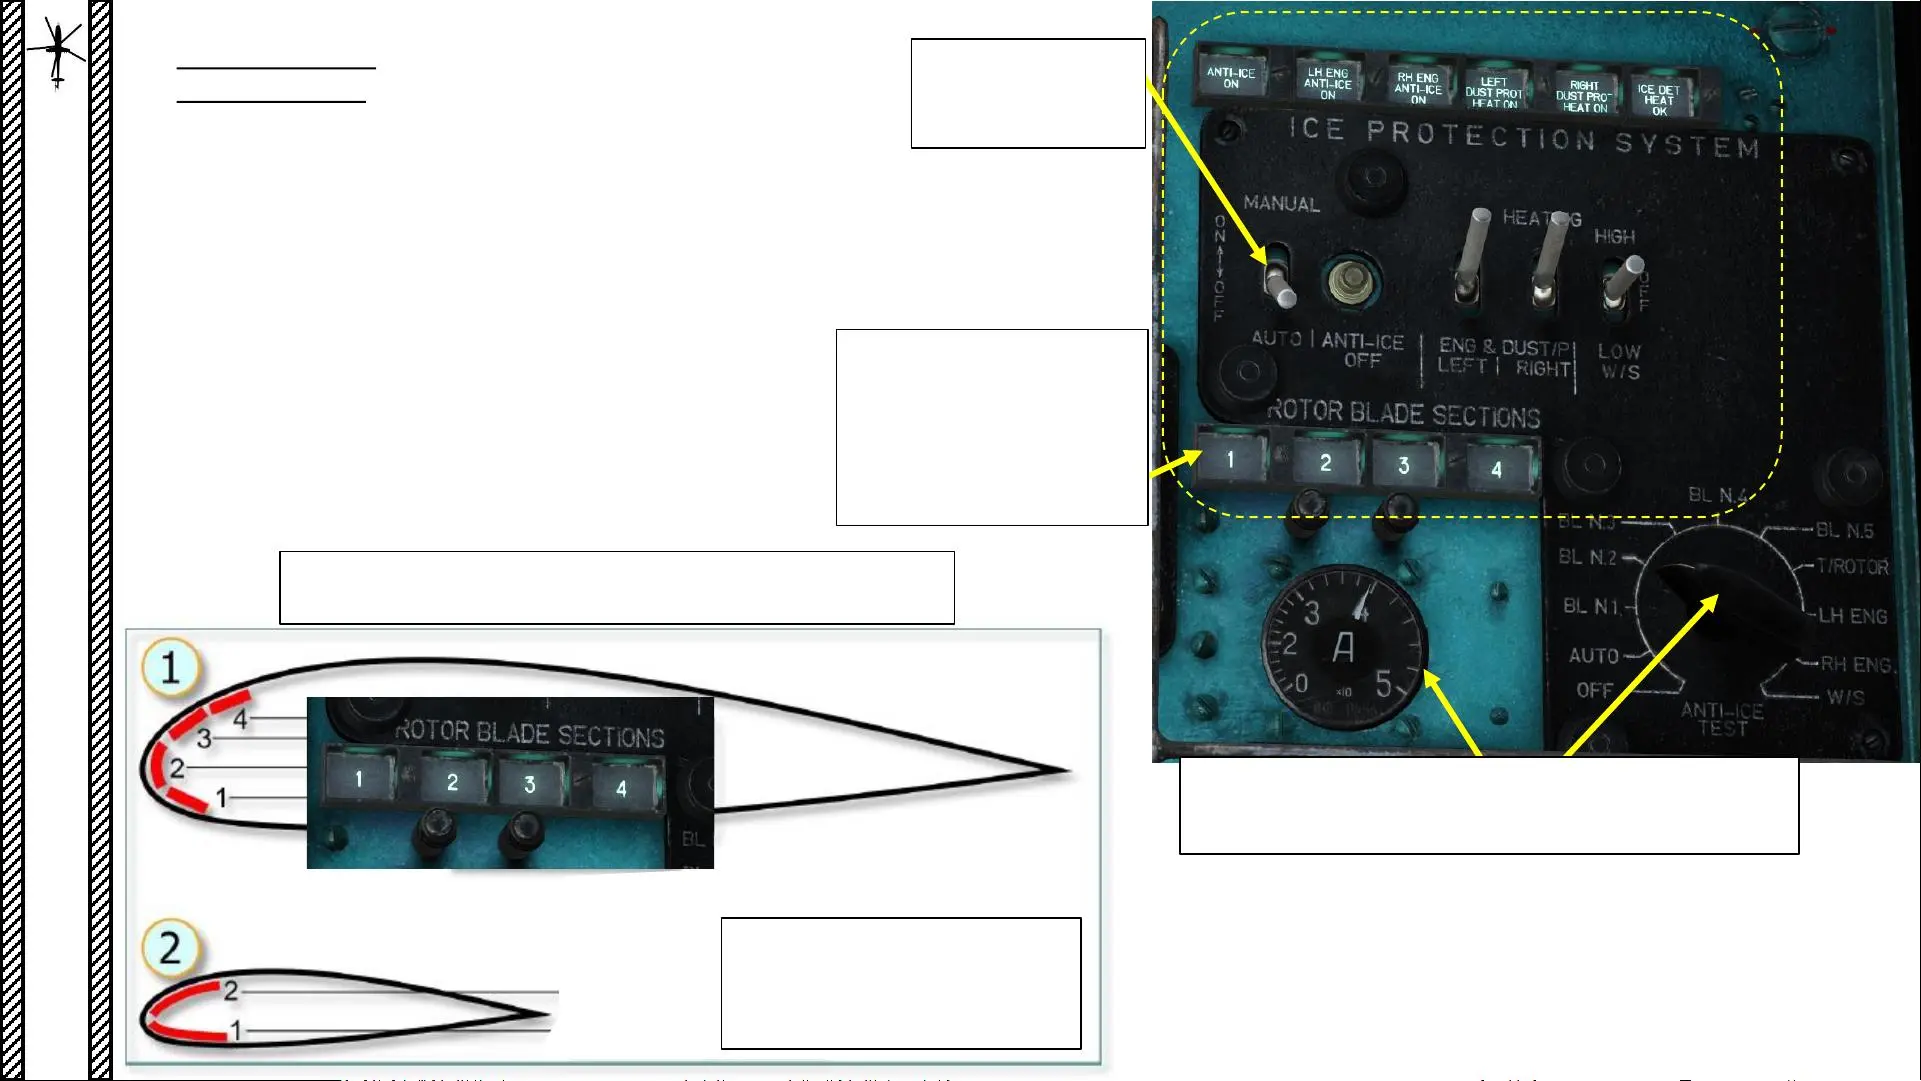 ANTI-ICE
ON
LH ENG
ANTI-ICE
ON
RH ENG
ANTI-ICE
ON
LEFT
DUST PROT
HEAT ON
RIGHT
DUST PROT
HEAT ON
ICE DET
HEAT
OK
ICE PROTECTION SYSTEM
MANUAL
HEATING
HIGH
ON
OFF
OFF
AUTO ANTI-ICE
OFF
ENG & DUST/P
LEFT RIGHT
LOW
W/S
ROTOR BLADE SECTIONS
1 2 3 4
BL N.4
BL N.3
BL N.5
BL N.2
T/ROTOR
BL N1
LH ENG
AUTO
RH ENG.
OFF
W/S
ANTI-ICE
TEST
3 4
2 A
0 x10 5
1
4
3
2
1
ROTOR BLADE SECTIONS
1 2 3 4
BL
2
2
1